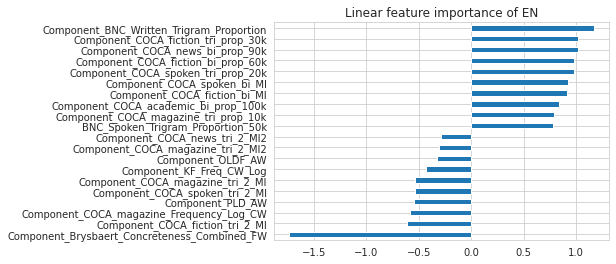 Linear feature importance of EN
Component_BNC_Written_Trigram_Proportion
Component_COCA_fiction_tri_prop_30k
Component_COCA_news_bi_prop_90k
Component_COCA_fiction_bi_prop_60k
Component_COCA_spoken_tri_prop_20k
Component_COCA_spoken_bi_MI
Component_COCA_fiction_bi_MI
Component_COCA_academic_bi_prop_100k
Component_COCA_magazine_tri_prop_10k
BNC_Spoken_Trigram_Proportion_50k
Component_COCA_news_tri_2_MI2
Component_COCA_magazine_tri_2_MI2
Component_OLDF_AW
Component_KF_Freq_CW_Log
Component_COCA_magazine_tri_2_MI
Component_COCA_spoken_tri_2_MI
Component_PLD_AW
Component_COCA_magazine_Frequency_Log_CW
Component_COCA_fiction_tri_2_MI
Component_Brysbaert_Concreteness_Combined_FW
−1.5 −1.0 −0.5 0.0 0.5 1.0